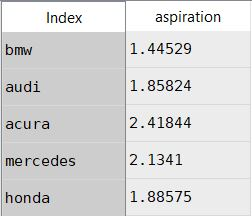 Index aspiration
bmw 1.44529
audi 1.85824
acura 2.41844
mercedes 2.1341
honda 1.88575